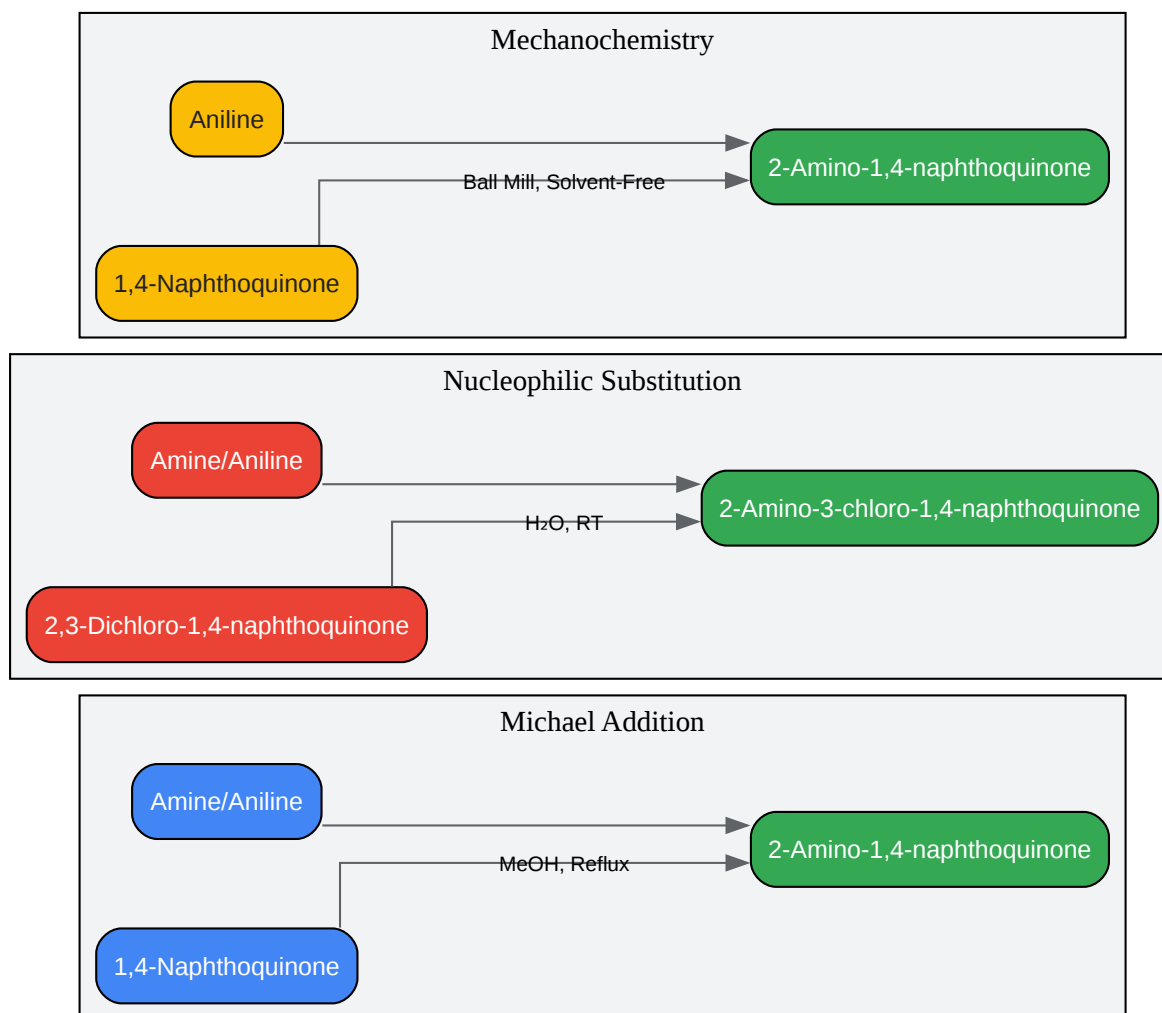 Mechanochemistry
Aniline
2-Amino-1,4-naphthoquinone
Ball Mill, Solvent-Free
1,4-Naphthoquinone
Nucleophilic Substitution
Amine/Aniline
2-Amino-3-chloro-1,4-naphthoquinone
H₂O, RT
2,3-Dichloro-1,4-naphthoquinone
Michael Addition
Amine/Aniline
2-Amino-1,4-naphthoquinone
MeOH, Reflux
1,4-Naphthoquinone